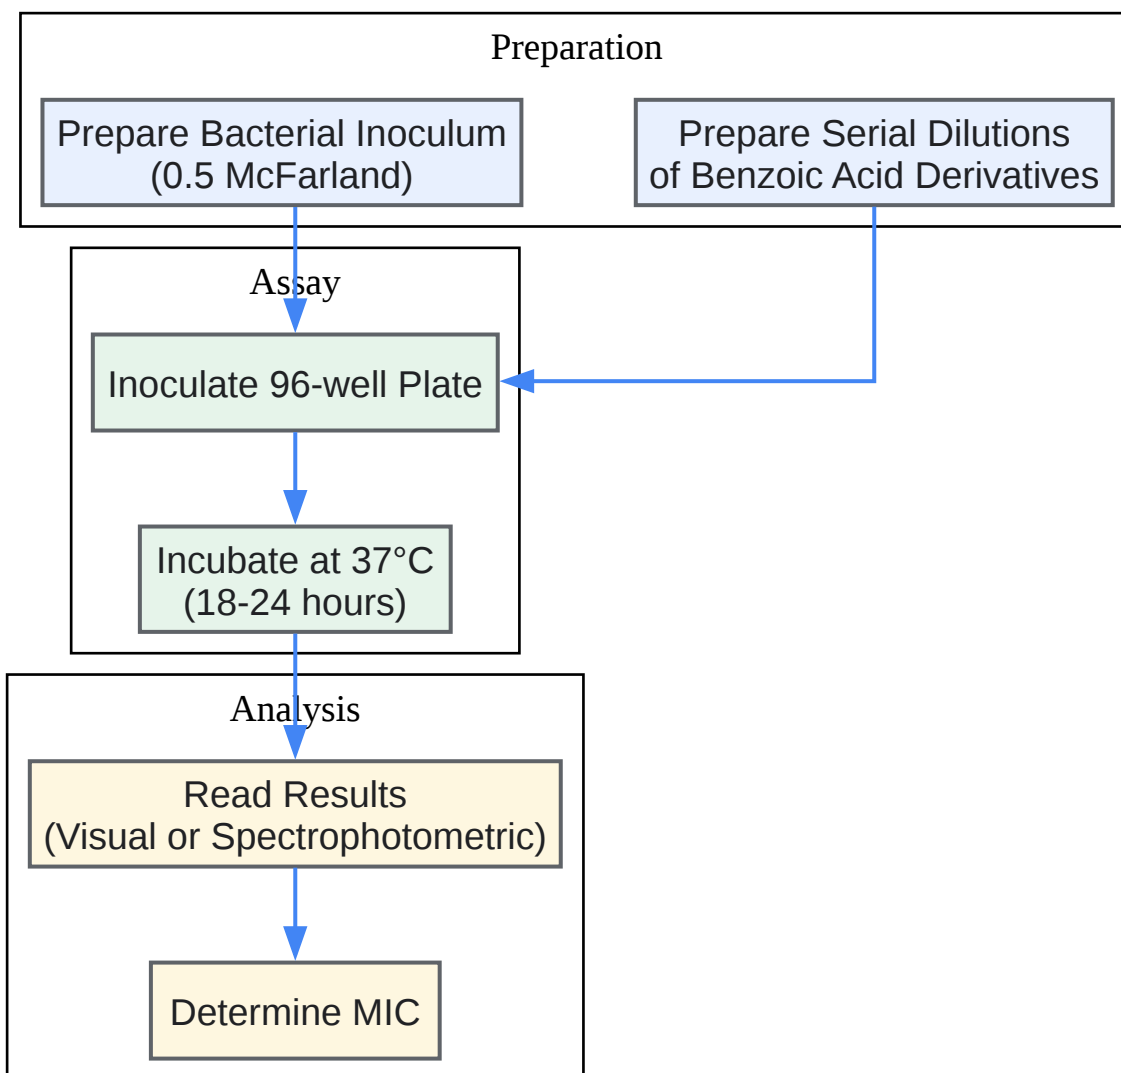 Preparation
Prepare Bacterial Inoculum
(0.5 McFarland)
Prepare Serial Dilutions
of Benzoic Acid Derivatives
Assay
Inoculate 96-well Plate
Incubate at 37°C
(18-24 hours)
Analysis
Read Results
(Visual or Spectrophotometric)
Determine MIC